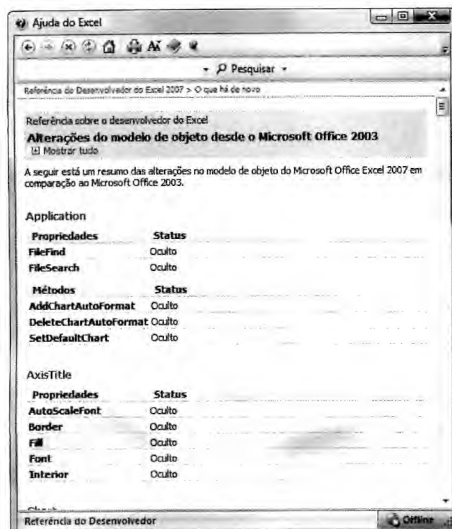 Ajuda do Excel
Pesquisar
Referência do Desenvolvedor do Excel 2007 > O que há de novo
Referência sobre o desenvolvedor do Excel
Alterações do modelo de objeto desde o Microsoft Office 2003
Mostrar tudo
A seguir está um resumo das alterações no modelo de objeto do Microsoft Office Excel 2007 em
comparação ao Microsoft Office 2003.
Application
Propriedades Status
FileFind Oculto
FileSearch Oculto
Métodos Status
AddChartAutoFormat Oculto
DeleteChartAutoFormat Oculto
SetDefaultChart Oculto
AxisTitle
Propriedades Status
AutoScaleFont Oculto
Border Oculto
Fill Oculto
Font Oculto
Interior Oculto
Referência do Desenvolvedor
Offline